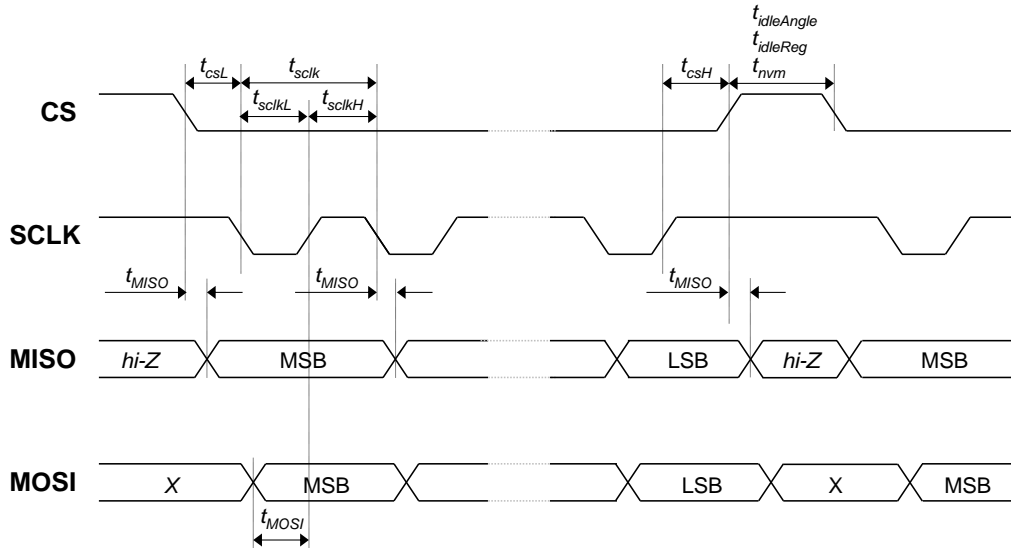 t_idleAngle
t_idleReg
t_csL t_sclk t_csH t_nvm
t_sclkL t_sclkH
CS
SCLK
t_MISO t_MISO t_MISO
MISO hi-Z MSB LSB hi-Z MSB
MOSI X MSB LSB X MSB
t_MOSI